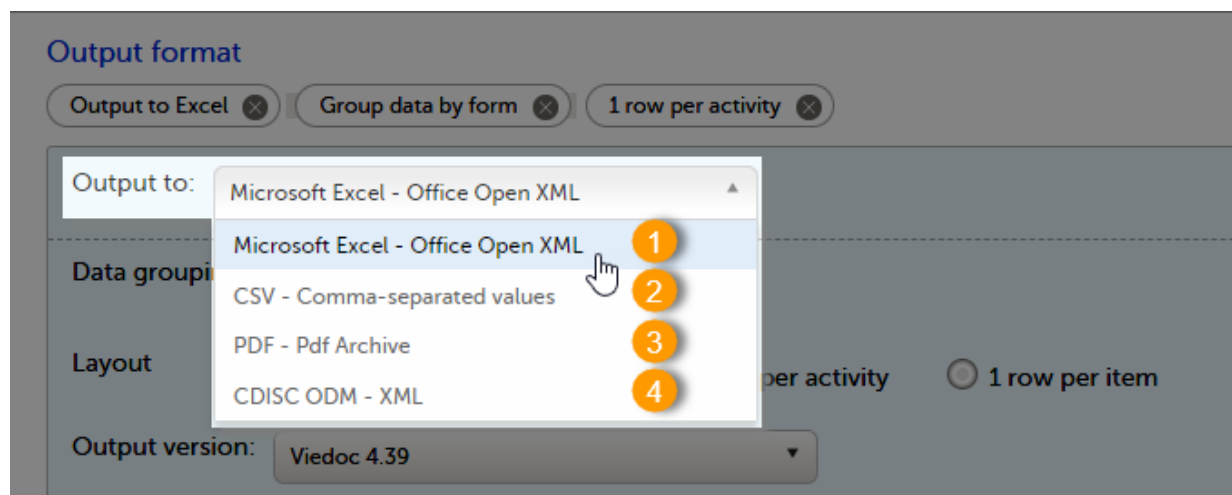 Output format
Output to Excel Group data by form 1 row per activity
Output to: Microsoft Excel - Office Open XML
Microsoft Excel - Office Open XML 1
Data groupi
CSV - Comma-separated values 2
PDF - Pdf Archive 3
Layout per activity 1 row per item
CDISC ODM - XML 4
Output version: Viedoc 4.39